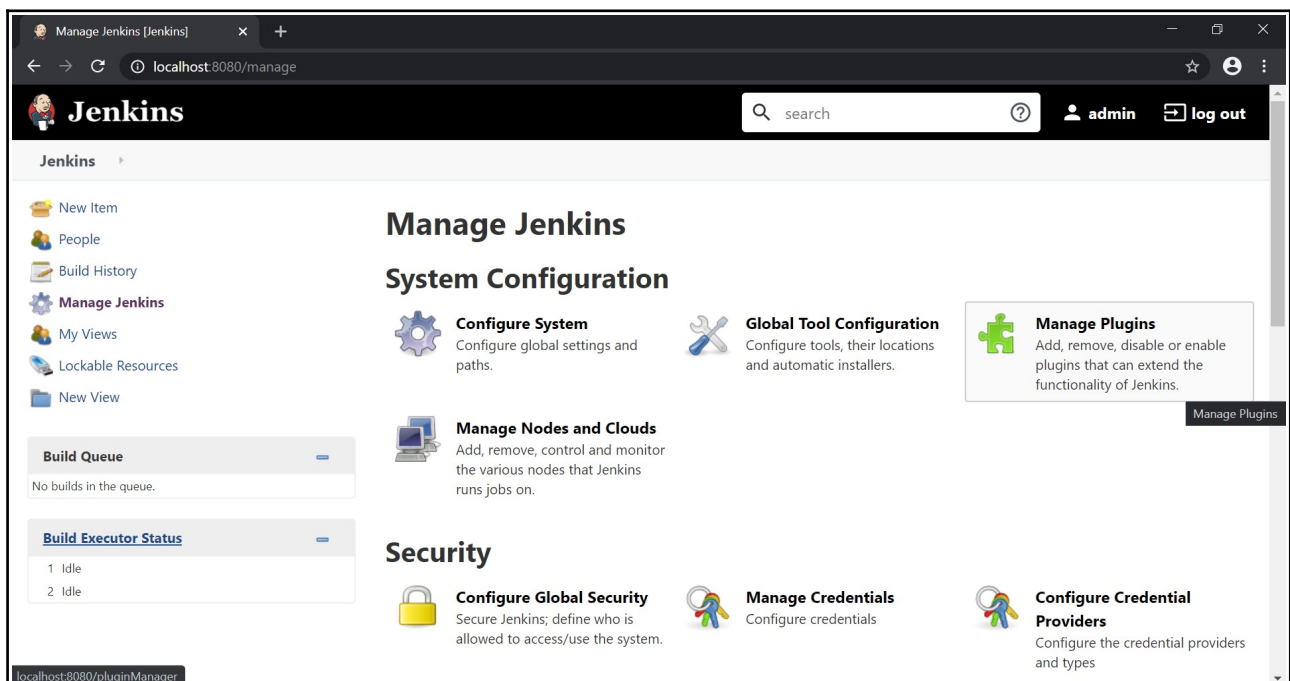 Manage Jenkins [Jenkins]
localhost:8080/manage
Jenkins
search
admin
log out
Jenkins
New Item
People
Build History
Manage Jenkins
My Views
Lockable Resources
New View
Build Queue
No builds in the queue.
Build Executor Status
1 Idle
2 Idle
Manage Jenkins
System Configuration
Configure System
Configure global settings and
paths.
Global Tool Configuration
Configure tools, their locations
and automatic installers.
Manage Plugins
Add, remove, disable or enable
plugins that can extend the
functionality of Jenkins.
Manage Plugins
Manage Nodes and Clouds
Add, remove, control and monitor
the various nodes that Jenkins
runs jobs on.
Security
Configure Global Security
Secure Jenkins; define who is
allowed to access/use the system.
Manage Credentials
Configure credentials
Configure Credential
Providers
Configure the credential providers
and types
localhost:8080/pluginManager